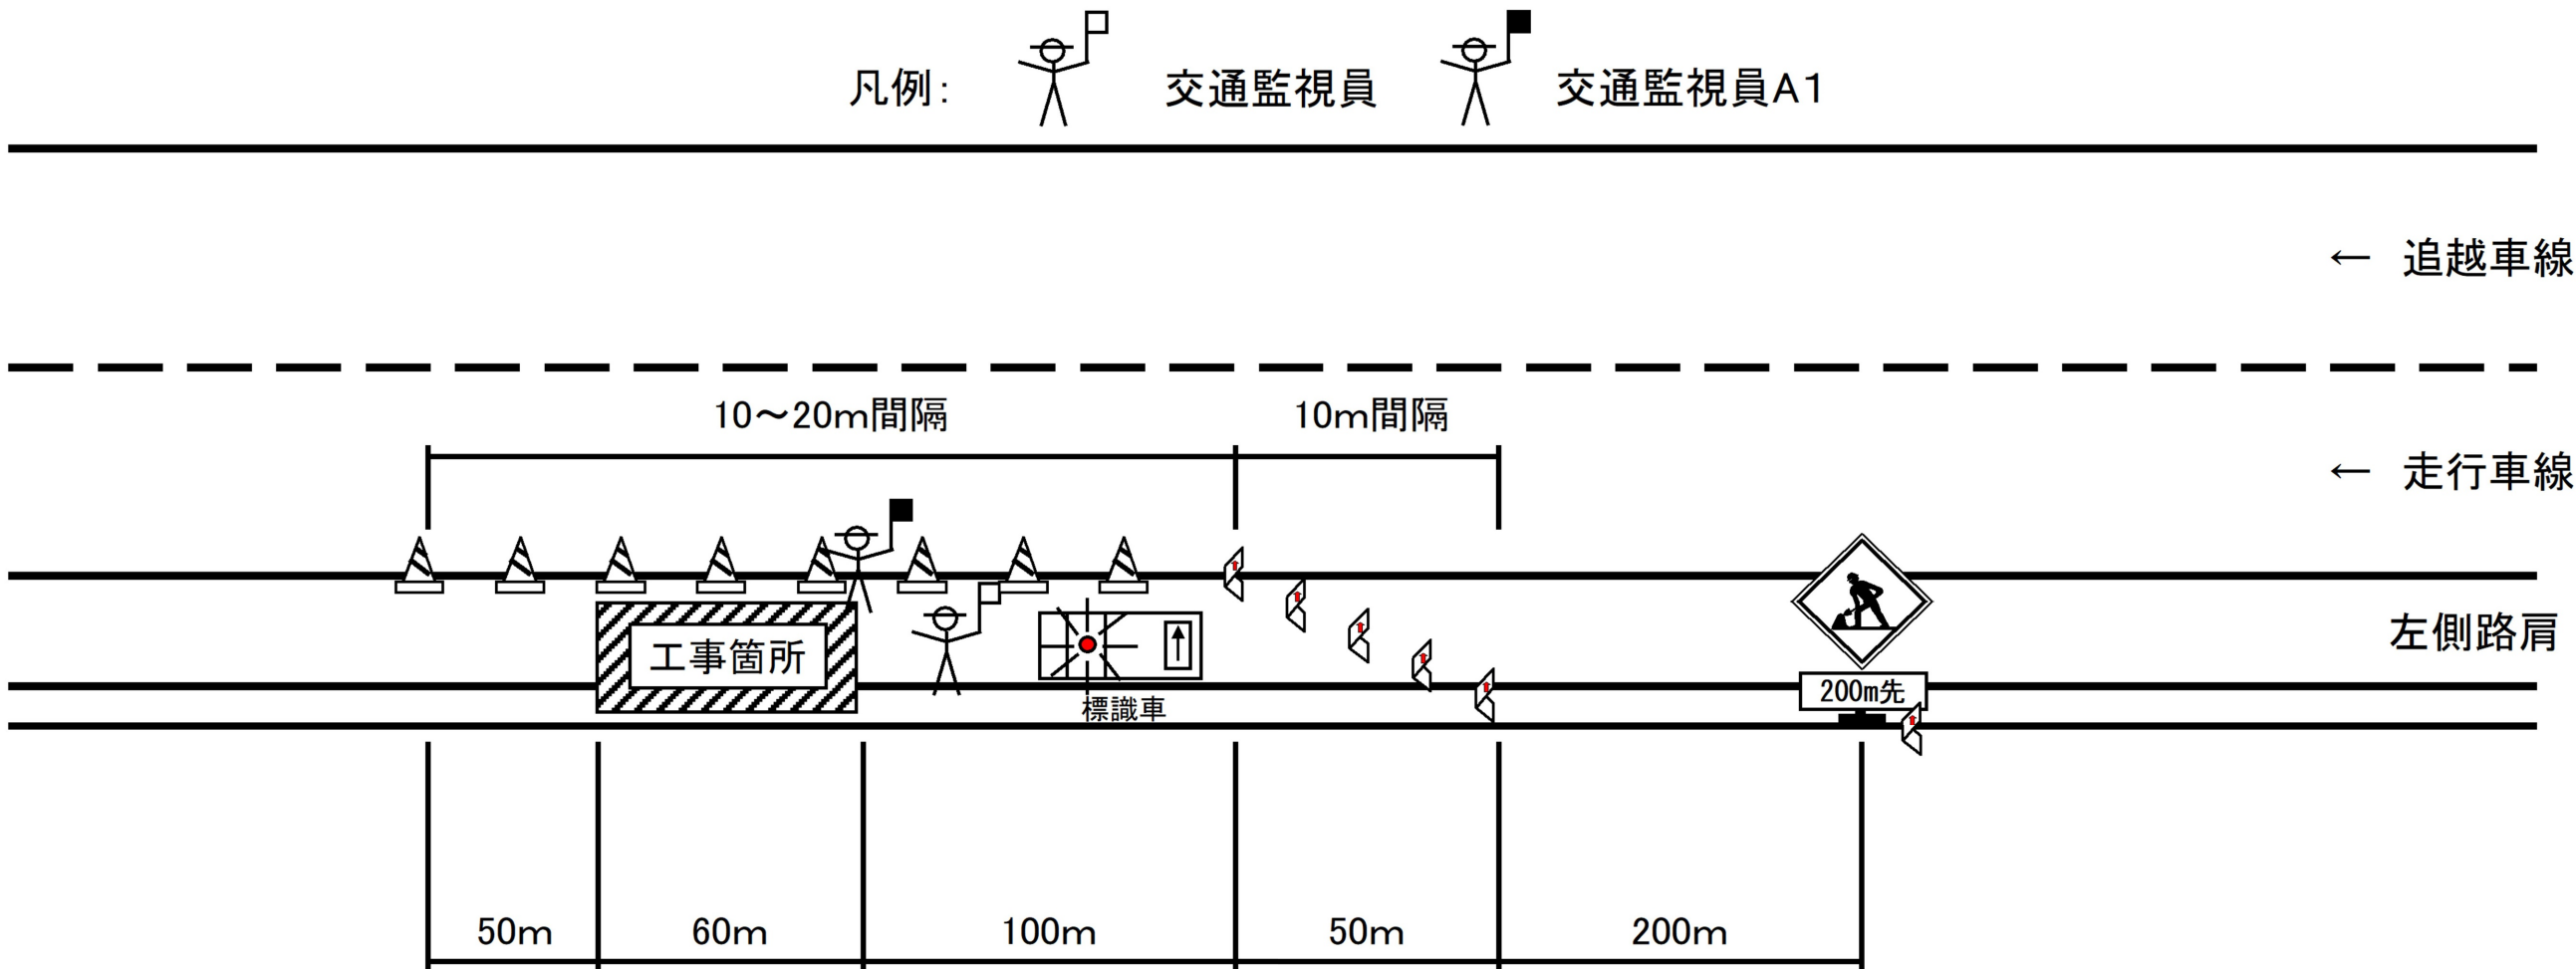 凡例: 交通監視員 交通監視員A1
← 追越車線
10～20m間隔 10m間隔
← 走行車線
左側路肩
工事箇所
200m先
標識車
50m 60m 100m 50m 200m